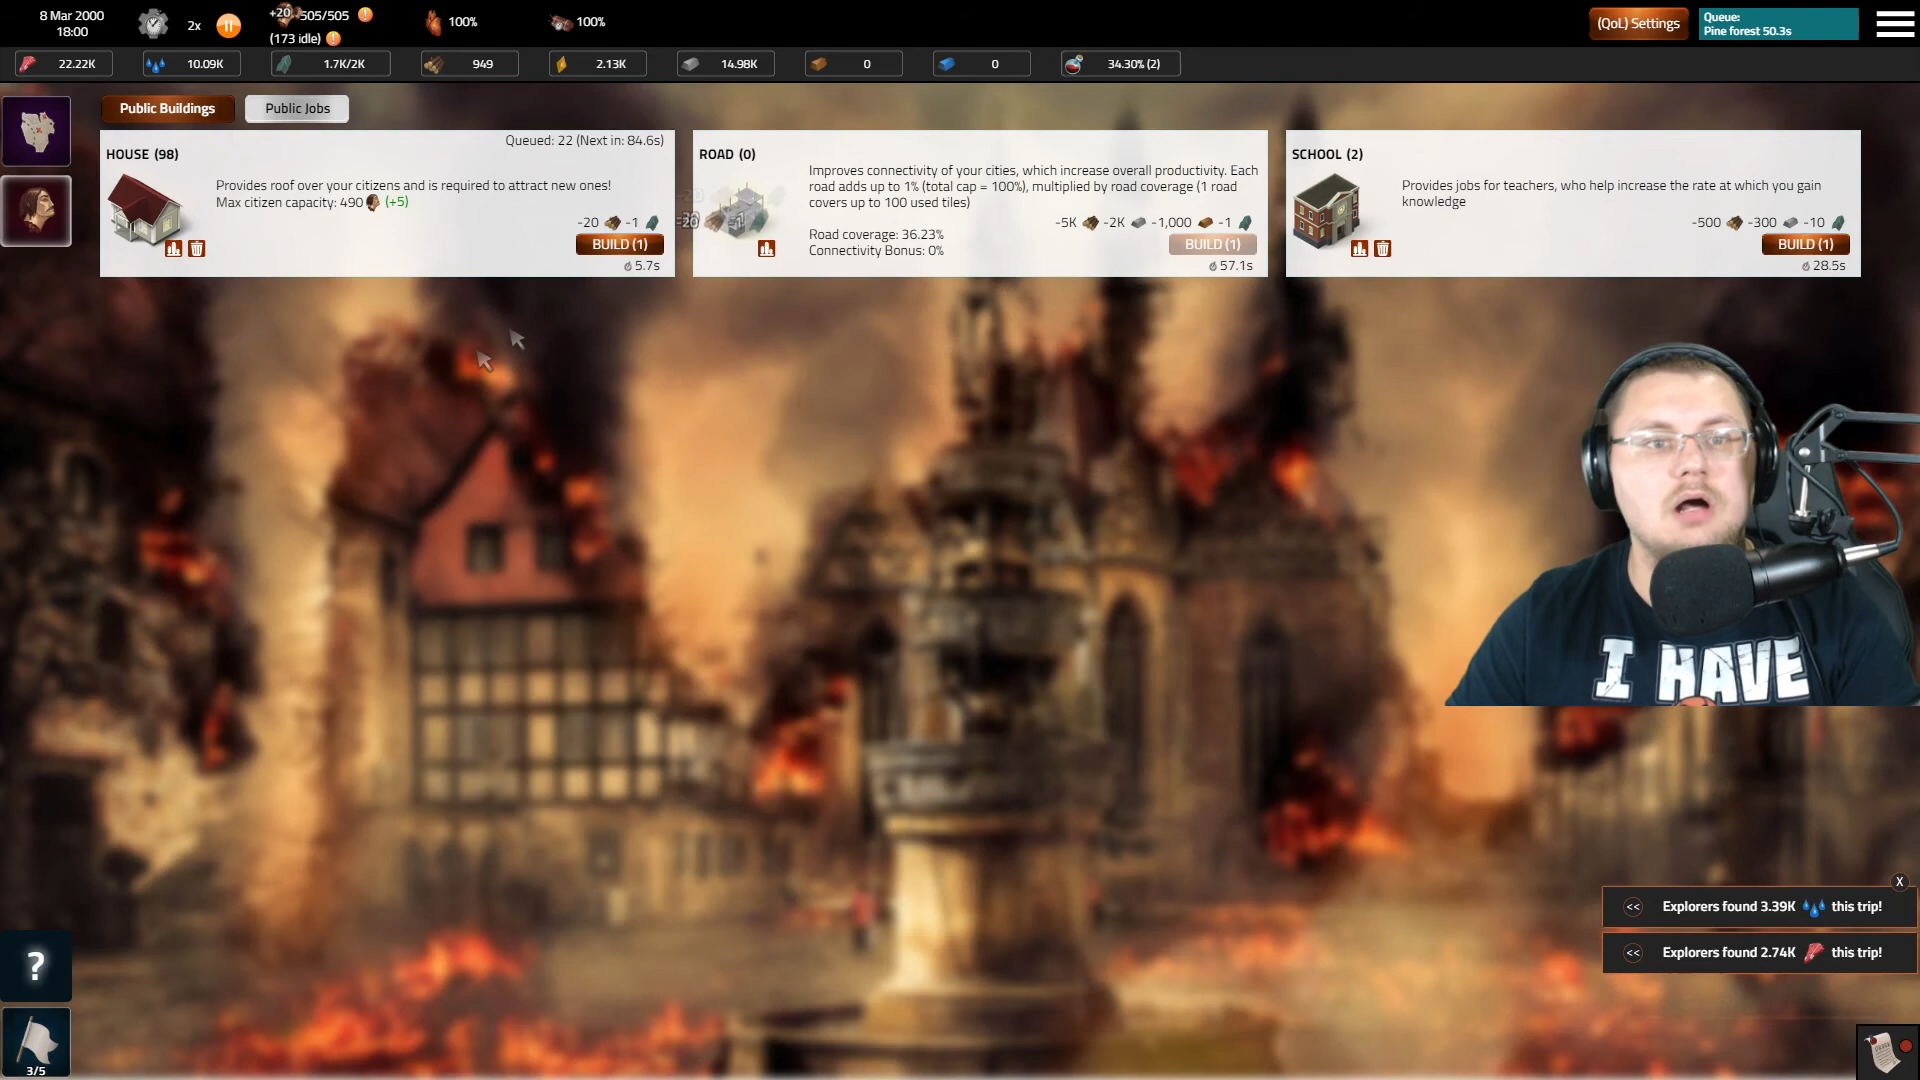 8 Mar 2000
18:00
2x
+20
505/505
(173 idle)
100%
100%
(QoL) Settings
Queue:
Pine forest 50.3s
22.22K
10.09K
1.7K/2K
949
2.13K
14.98K
0
0
34.30% (2)
Public Buildings
Public Jobs
Queued: 22 (Next in: 84.6s)
HOUSE (98)
Provides roof over your citizens and is required to attract new ones!
Max citizen capacity: 490 (+5)
-20 -1
BUILD (1)
5.7s
ROAD (0)
Improves connectivity of your cities, which increase overall productivity. Each
road adds up to 1% (total cap = 100%), multiplied by road coverage (1 road
covers up to 100 used tiles)
-5K -2K -1,000 -1
Road coverage: 36.23%
Connectivity Bonus: 0%
BUILD (1)
57.1s
SCHOOL (2)
Provides jobs for teachers, who help increase the rate at which you gain
knowledge
-500 -300 -10
BUILD (1)
28.5s
I HAVE
X
<< Explorers found 3.39K this trip!
<< Explorers found 2.74K this trip!
?
3/5